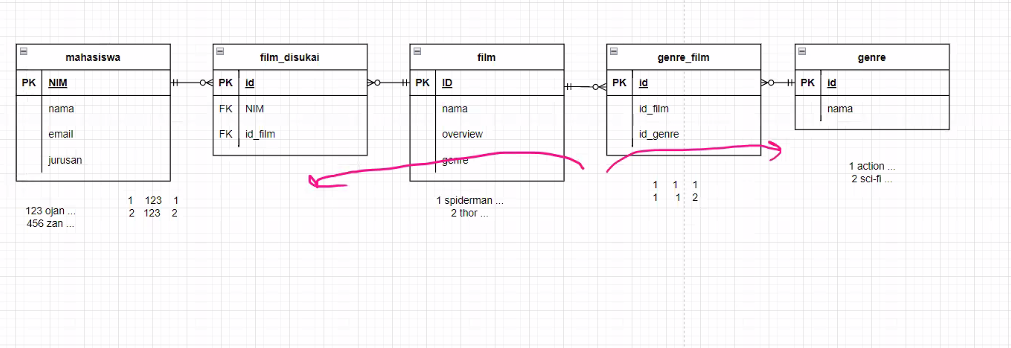 mahasiswa
PK NIM
nama
email
jurusan
123 ojan ...
456 zan ...
film_disukai
PK id
FK NIM
FK id_film
1 123 1
2 123 2
film
PK ID
nama
overview
genre
1 spiderman ...
2 thor ...
genre_film
PK id
id_film
id_genre
1 1 1
1 1 2
genre
PK id
nama
1 action ...
2 sci-fi ...